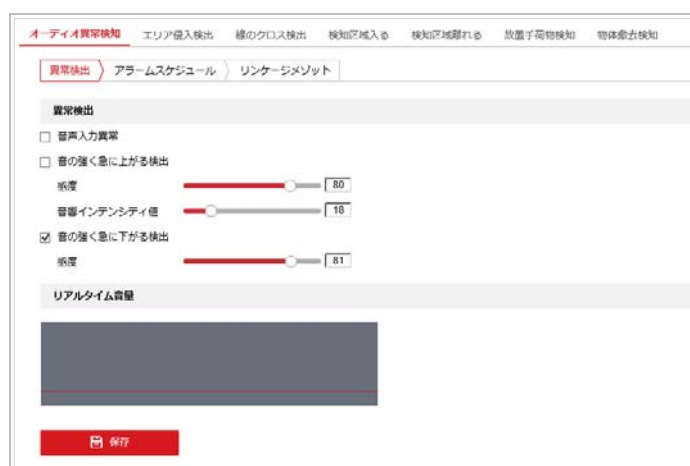 オーディオ異常検知 エリア侵入検出 線のクロス検出 検知区域入る 検知区域離れる 放置手荷物検知 物体撤去検知
異常検出 アラームスケジュール リンケージメゾット
異常検出
音声入力異常
音の強く急に上がる検出
感度 80
音響インテンシティ値 18
音の強く急に下がる検出
感度 81
リアルタイム音量
保存